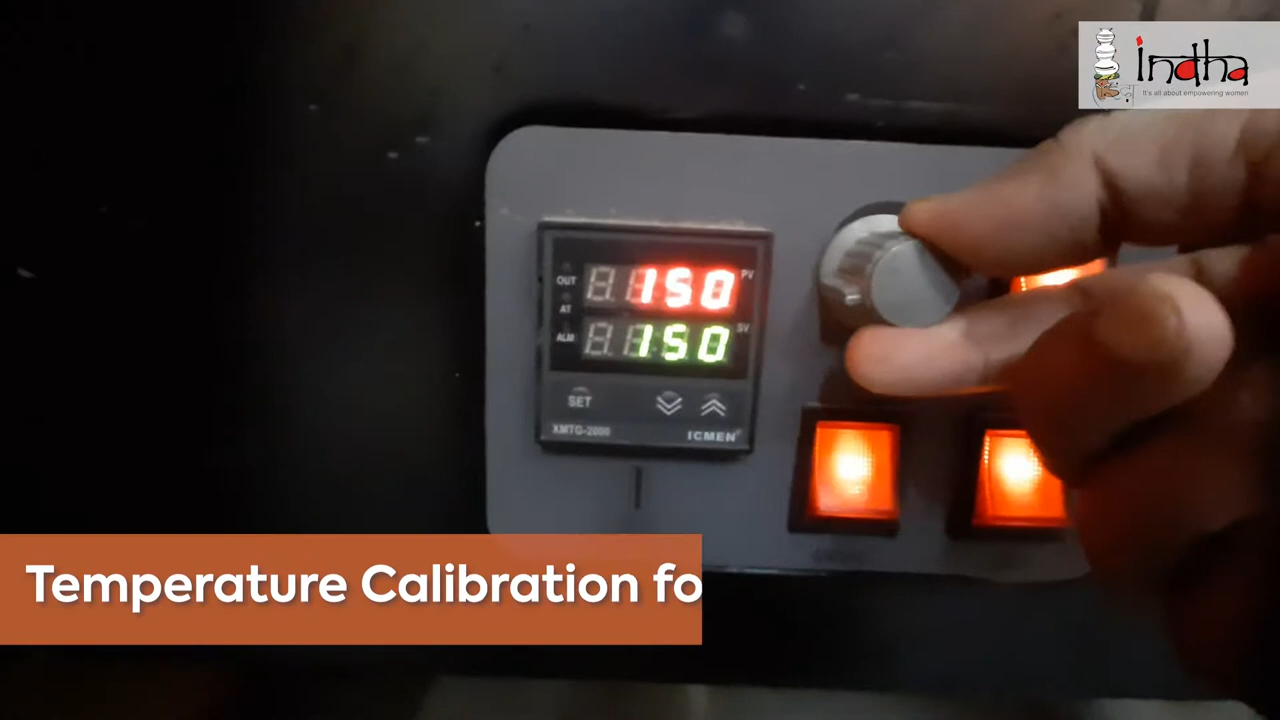 Indha
It's all about empowering women
OUT
150
PV
AT
150
SV
ALM
SET
XMTG-2000
ICMEN
Temperature Calibration fo